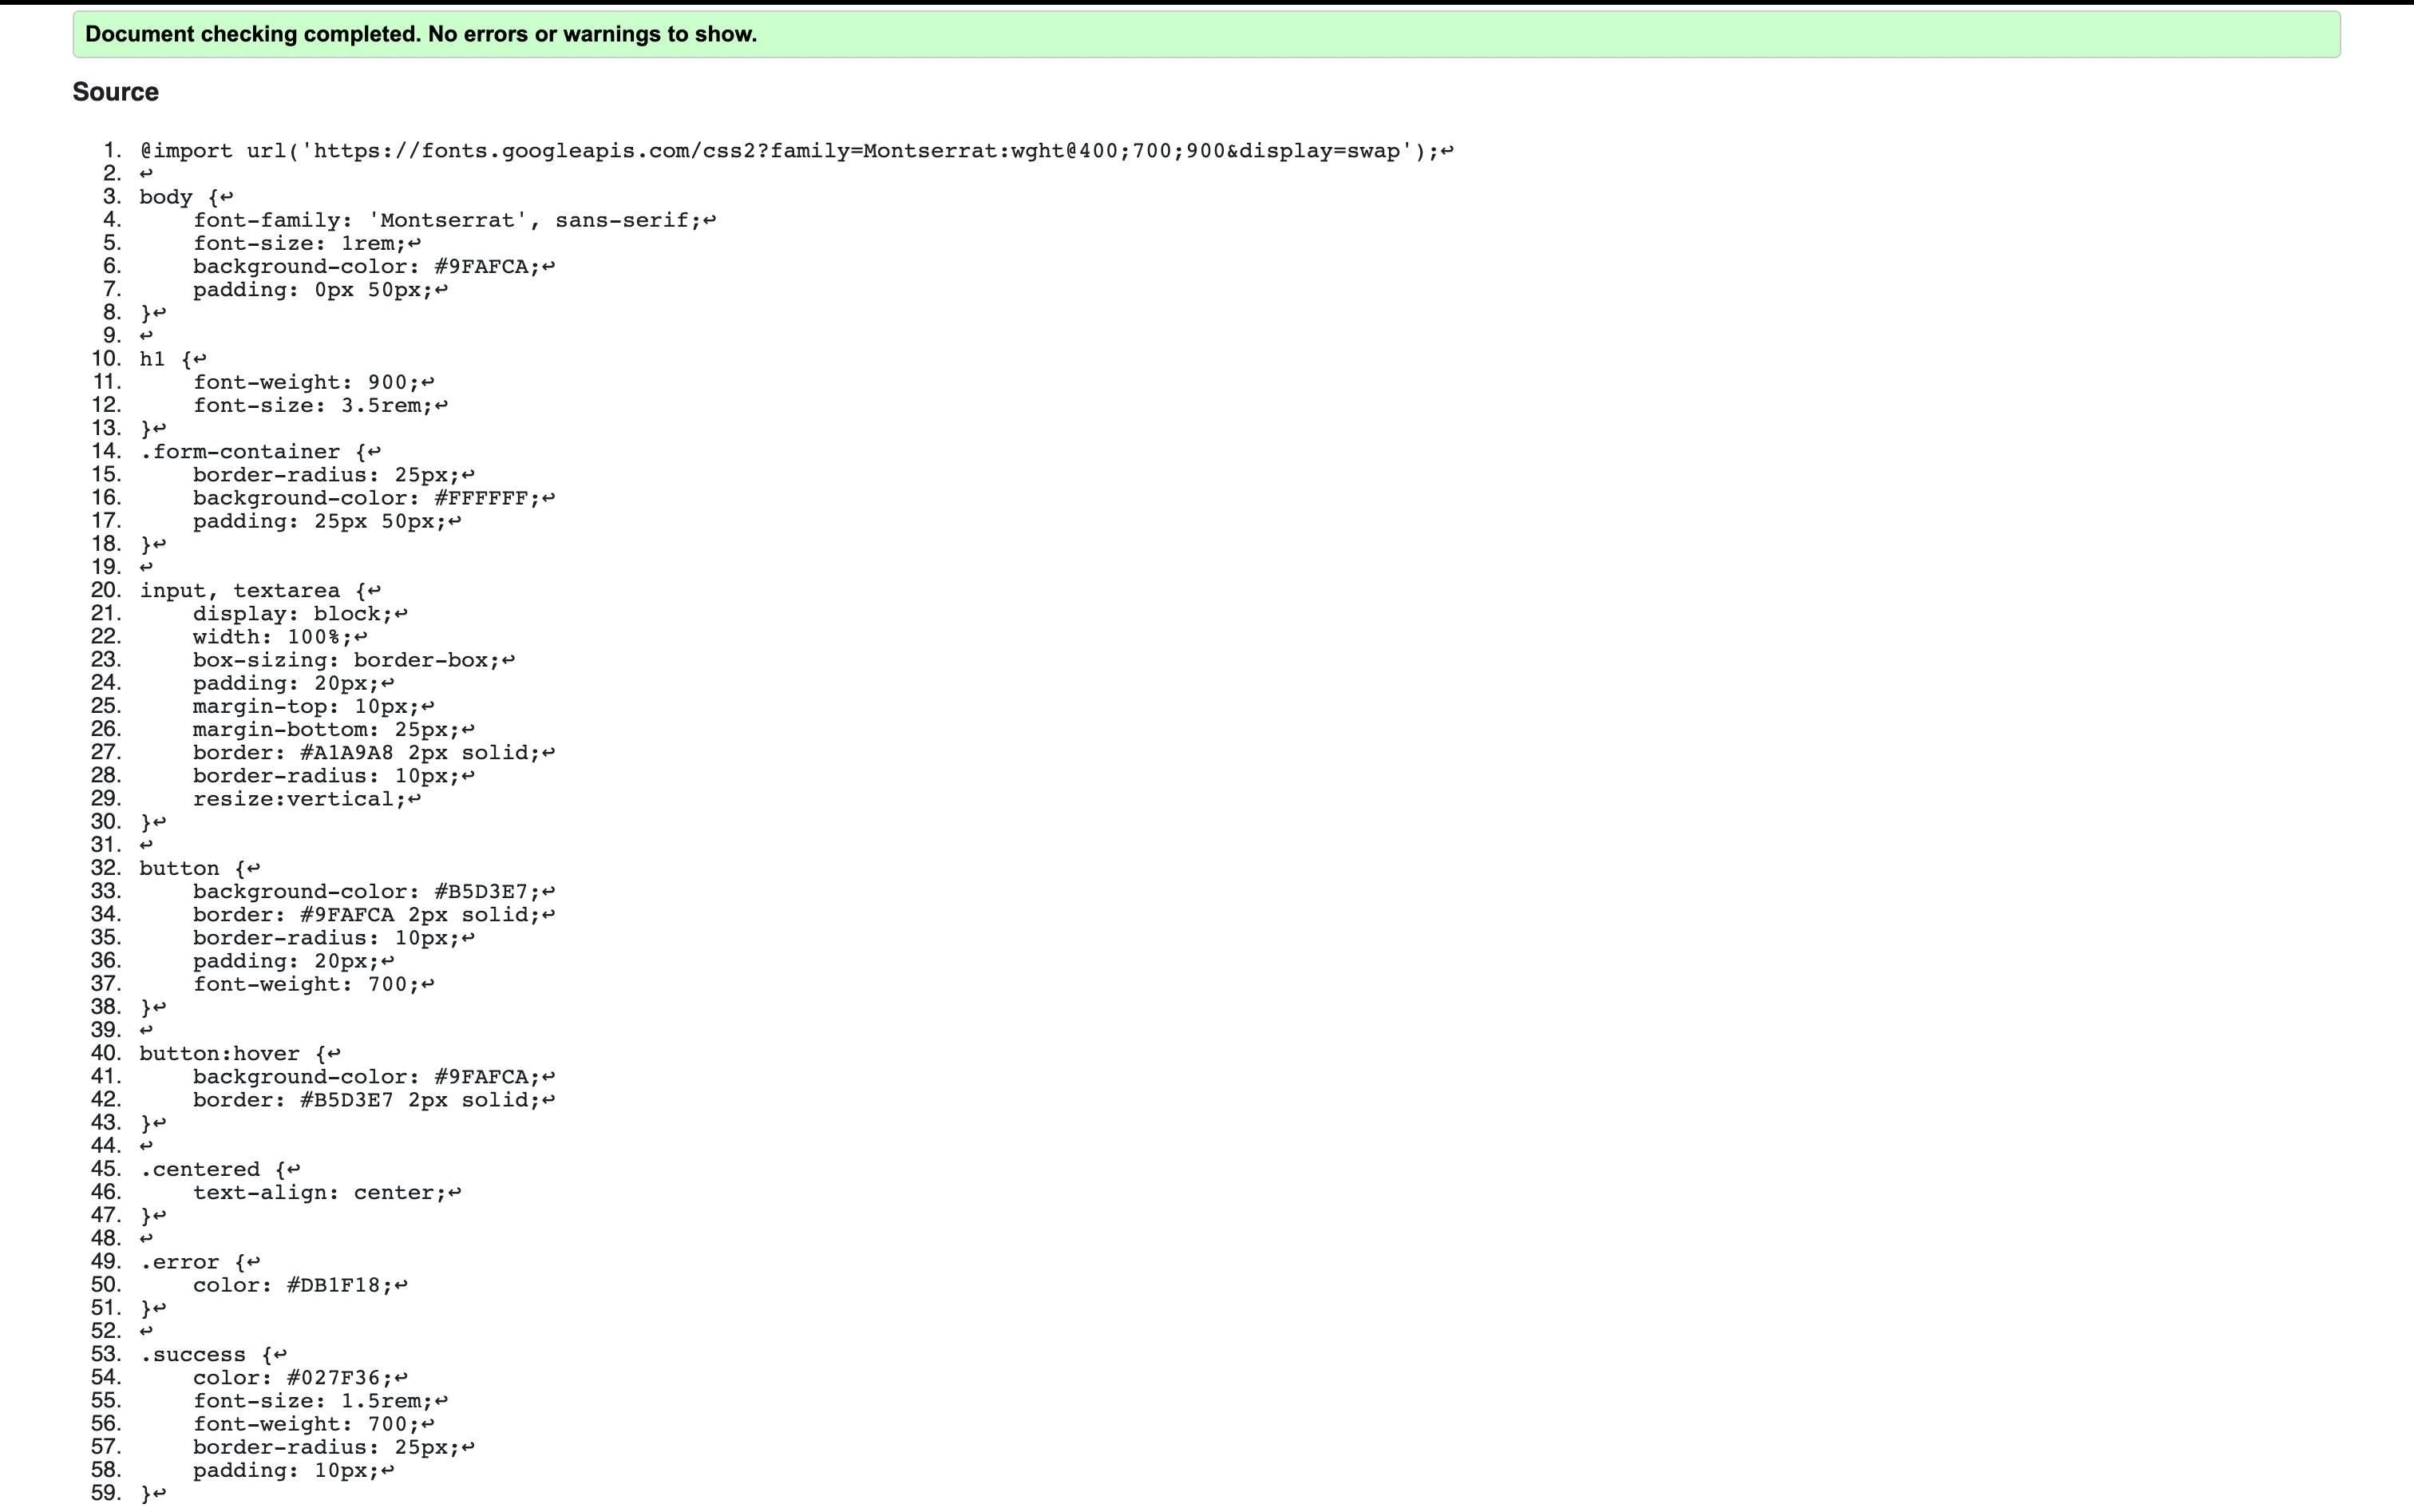 Document checking completed. No errors or warnings to show.
Source
1. @import url('https://fonts.googleapis.com/css2?family=Montserrat:wght@400;700;900&display=swap');↩
2. ↩
3. body {↩
4.     font-family: 'Montserrat', sans-serif;↩
5.     font-size: 1rem;↩
6.     background-color: #9FAFCA;↩
7.     padding: 0px 50px;↩
8. }↩
9. ↩
10. h1 {↩
11.     font-weight: 900;↩
12.     font-size: 3.5rem;↩
13. }↩
14. .form-container {↩
15.     border-radius: 25px;↩
16.     background-color: #FFFFFF;↩
17.     padding: 25px 50px;↩
18. }↩
19. ↩
20. input, textarea {↩
21.     display: block;↩
22.     width: 100%;↩
23.     box-sizing: border-box;↩
24.     padding: 20px;↩
25.     margin-top: 10px;↩
26.     margin-bottom: 25px;↩
27.     border: #A1A9A8 2px solid;↩
28.     border-radius: 10px;↩
29.     resize:vertical;↩
30. }↩
31. ↩
32. button {↩
33.     background-color: #B5D3E7;↩
34.     border: #9FAFCA 2px solid;↩
35.     border-radius: 10px;↩
36.     padding: 20px;↩
37.     font-weight: 700;↩
38. }↩
39. ↩
40. button:hover {↩
41.     background-color: #9FAFCA;↩
42.     border: #B5D3E7 2px solid;↩
43. }↩
44. ↩
45. .centered {↩
46.     text-align: center;↩
47. }↩
48. ↩
49. .error {↩
50.     color: #DB1F18;↩
51. }↩
52. ↩
53. .success {↩
54.     color: #027F36;↩
55.     font-size: 1.5rem;↩
56.     font-weight: 700;↩
57.     border-radius: 25px;↩
58.     padding: 10px;↩
59. }↩